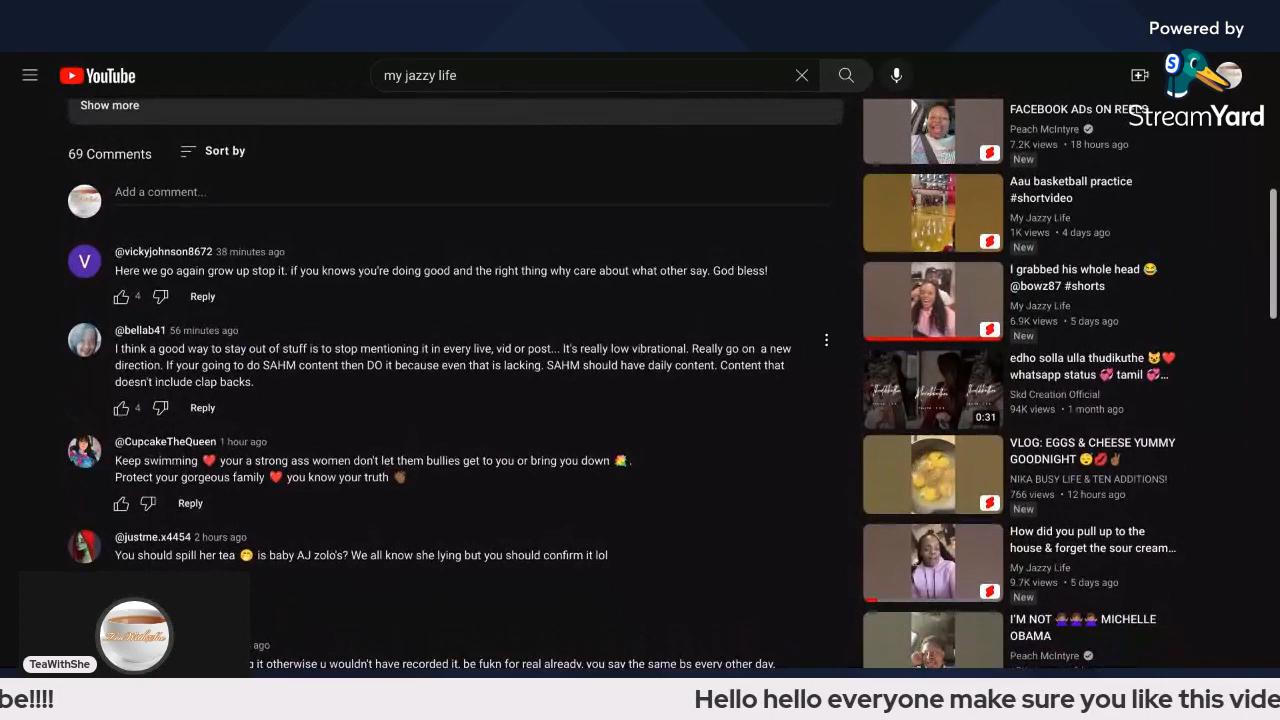 Powered by
StreamYard
YouTube
my jazzy life
Show more
69 Comments
Sort by
Add a comment...
@vickyjohnson8672 38 minutes ago
Here we go again grow up stop it. if you knows you're doing good and the right thing why care about what other say. God bless!
4 Reply
@bellab41 56 minutes ago
I think a good way to stay out of stuff is to stop mentioning it in every live, vid or post... It's really low vibrational. Really go on a new
direction. If your going to do SAHM content then DO it because even that is lacking. SAHM should have daily content. Content that
doesn't include clap backs.
4 Reply
@CupcakeTheQueen 1 hour ago
Keep swimming ❤️ your a strong ass women don't let them bullies get to you or bring you down 💐.
Protect your gorgeous family ❤️ you know your truth
Reply
@justme.x4454 2 hours ago
You should spill her tea 🤭 is baby AJ zolo's? We all know she lying but you should confirm it lol
ago
g it otherwise u wouldn't have recorded it. be fukn for real already. you say the same bs every other day.
TeaWithShe
FACEBOOK ADs ON REELS
Peach McIntyre
7.2K views • 18 hours ago
New
Aau basketball practice
#shortvideo
My Jazzy Life
1K views • 4 days ago
New
I grabbed his whole head 😂
@bowz87 #shorts
My Jazzy Life
6.9K views • 5 days ago
New
0:31
edho solla ulla thudikuthe 😼❤️
whatsapp status 💞 tamil 💞...
Skd Creation Official
94K views • 1 month ago
VLOG: EGGS & CHEESE YUMMY
GOODNIGHT 😴💋✌🏾
NIKA BUSY LIFE & TEN ADDITIONS!
766 views • 12 hours ago
New
How did you pull up to the
house & forget the sour cream...
My Jazzy Life
9.7K views • 5 days ago
New
I'M NOT 🤦🏾‍♀️🤦🏾‍♀️🤦🏾‍♀️ MICHELLE
OBAMA
Peach McIntyre
be!!!! Hello hello everyone make sure you like this vide